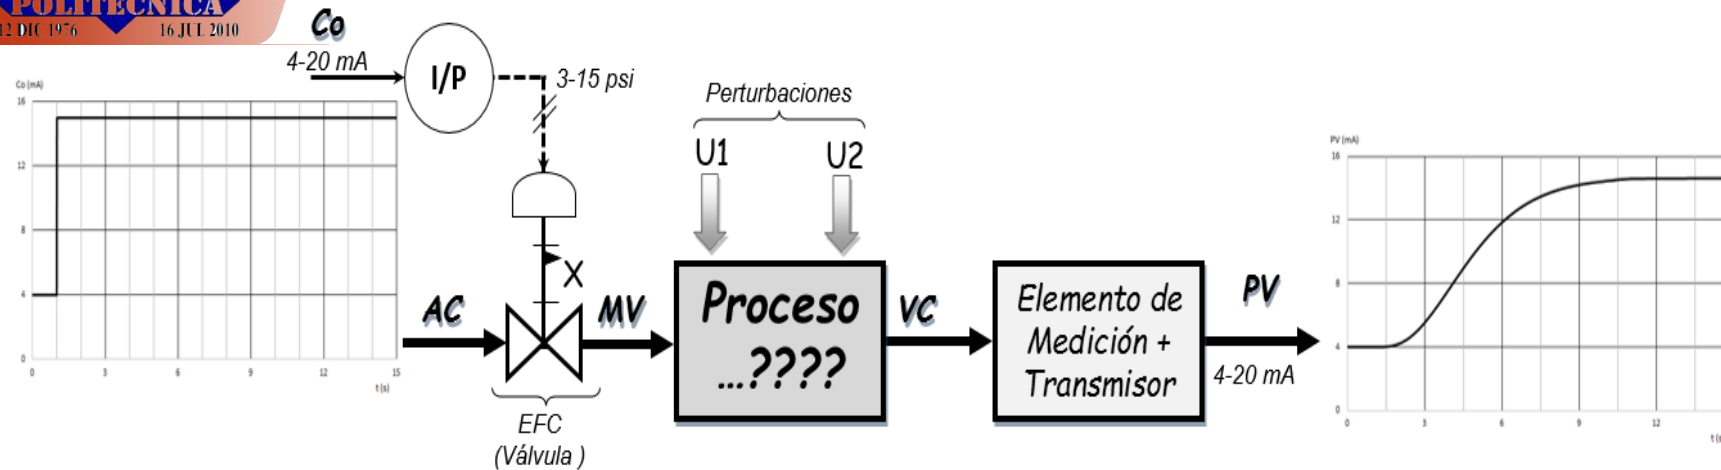 POLITECNICA
12 DIC 1976 16 JUL 2010
Co
4-20 mA
I/P
3-15 psi
Perturbaciones
U1
U2
Co (mA)
16
12
8
4
0
0 3 6 9 12 15
t (s)
X
AC
MV
Proceso
...????
VC
Elemento de
Medición +
Transmisor
PV
4-20 mA
EFC
(Válvula )
PV (mA)
16
12
8
4
0
0 3 6 9 12
t (s